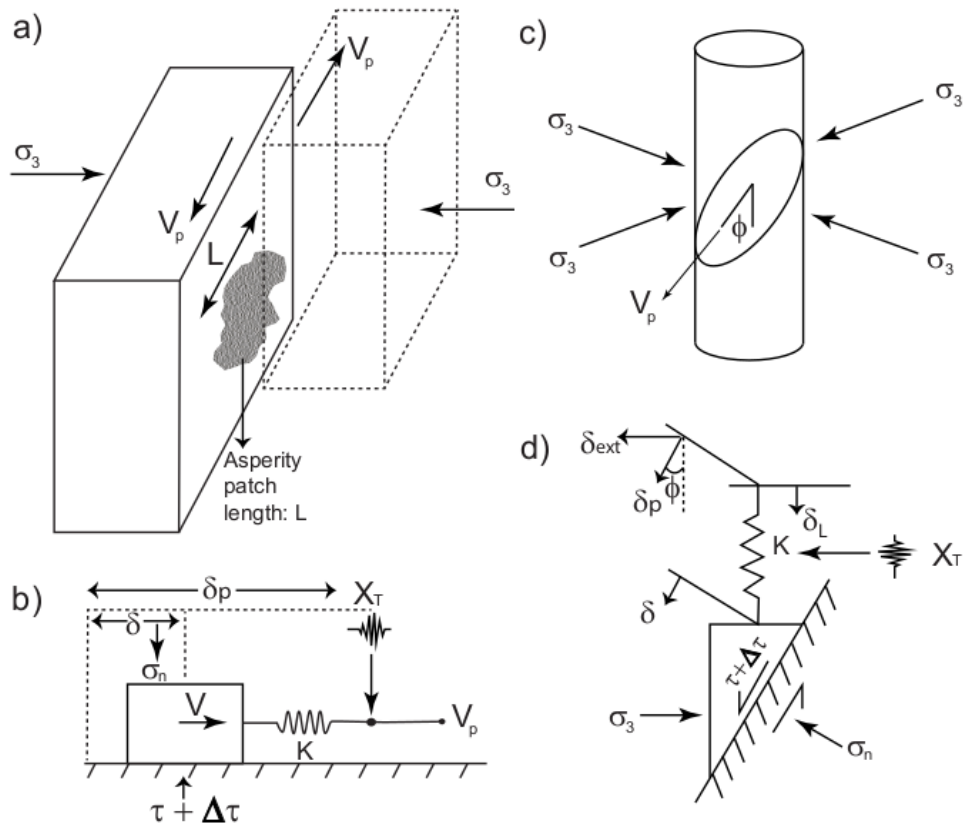 a)
V_p
σ_3
V_p
L
σ_3
Asperity
patch
length: L
b)
δp
δ
X_T
σ_n
V
K
V_p
τ + Δτ
c)
σ_3
σ_3
σ_3
σ_3
ϕ
V_p
d)
δ_ext
δ_p
ϕ
δ_L
K
X_T
δ
τ+Δτ
σ_3
σ_n